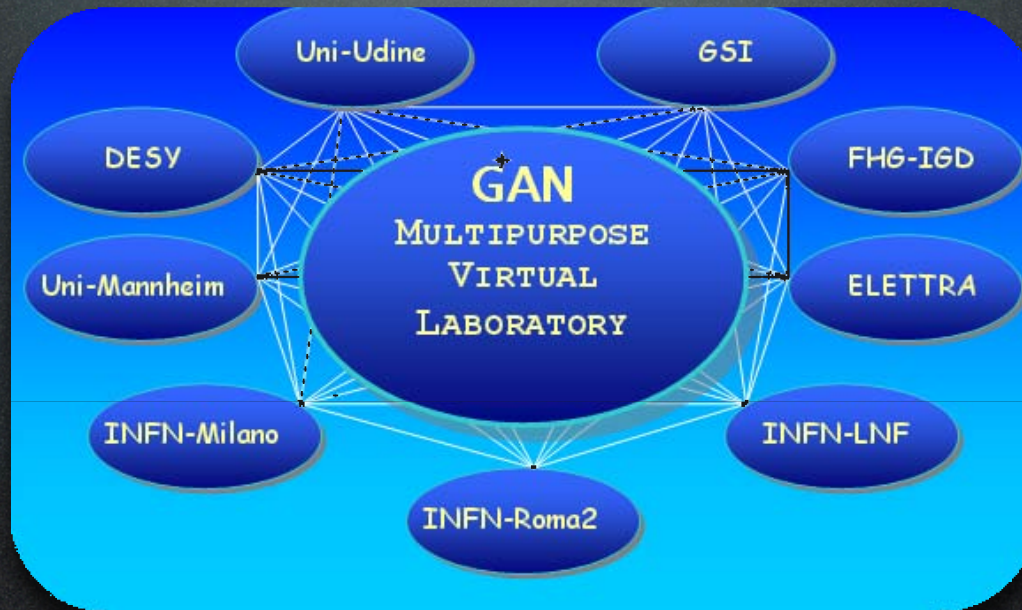 Uni-Udine
GSI
DESY
FHG-IGD
GAN
MULTIPURPOSE
VIRTUAL
LABORATORY
Uni-Mannheim
ELETTRA
INFN-Milano
INFN-LNF
INFN-Roma2